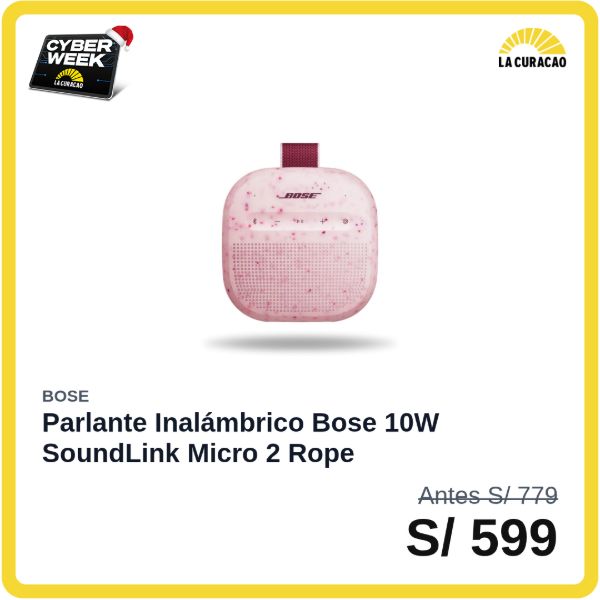 CYBER
WEEK
LA CURACAO
LA CURACAO
BOSE
BOSE
Parlante Inalámbrico Bose 10W
SoundLink Micro 2 Rope
Antes S/ 779
S/ 599